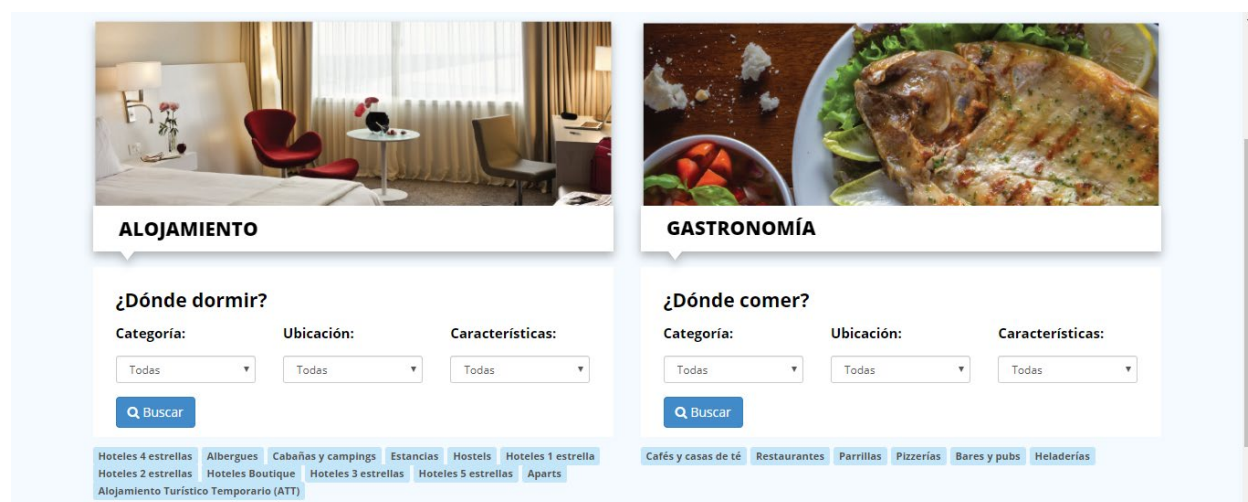 ALOJAMIENTO
¿Dónde dormir?
Categoría: Ubicación: Características:
Todas Todas Todas
Buscar
Hoteles 4 estrellas Albergues Cabañas y campings Estancias Hostels Hoteles 1 estrella
Hoteles 2 estrellas Hoteles Boutique Hoteles 3 estrellas Hoteles 5 estrellas Aparts
Alojamiento Turístico Temporario (ATT)
GASTRONOMÍA
¿Dónde comer?
Categoría: Ubicación: Características:
Todas Todas Todas
Buscar
Cafés y casas de té Restaurantes Parrillas Pizzerías Bares y pubs Heladerías